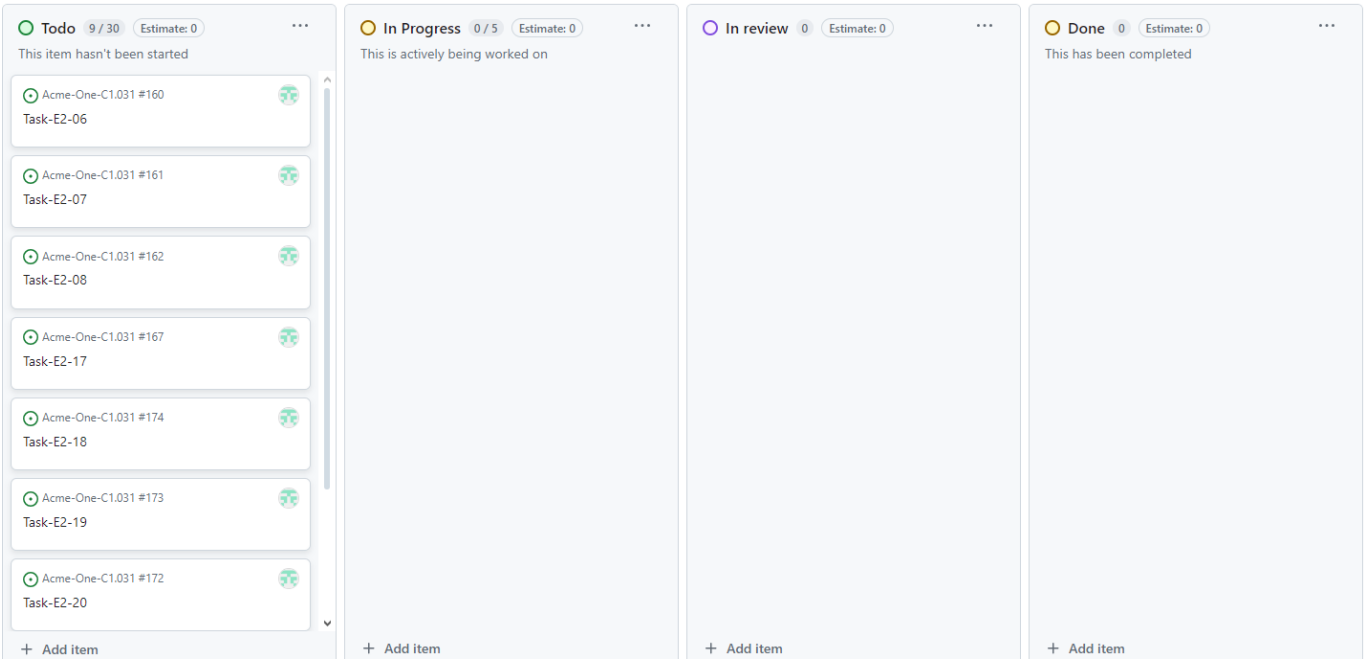 Todo 9 / 30 Estimate: 0
This item hasn't been started
Acme-One-C1.031 #160
Task-E2-06
Acme-One-C1.031 #161
Task-E2-07
Acme-One-C1.031 #162
Task-E2-08
Acme-One-C1.031 #167
Task-E2-17
Acme-One-C1.031 #174
Task-E2-18
Acme-One-C1.031 #173
Task-E2-19
Acme-One-C1.031 #172
Task-E2-20
+ Add item
In Progress 0 / 5 Estimate: 0
This is actively being worked on
+ Add item
In review 0 Estimate: 0
+ Add item
Done 0 Estimate: 0
This has been completed
+ Add item